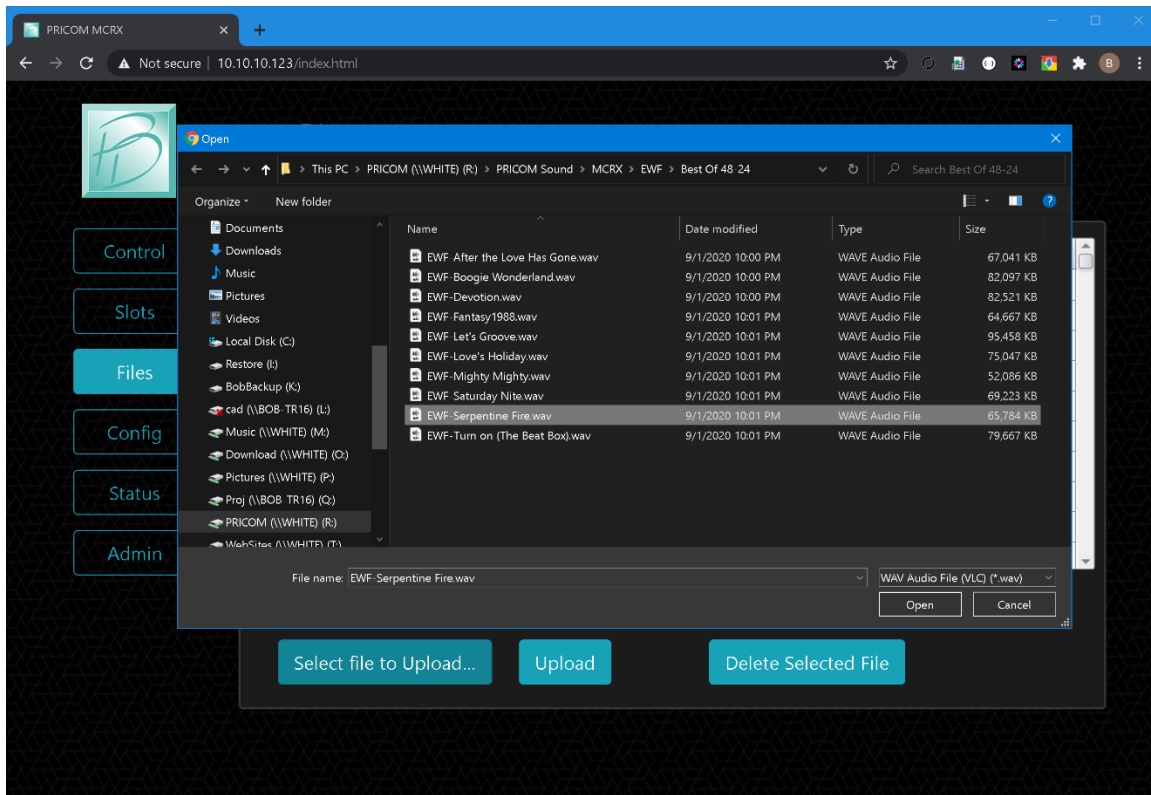 PRICOM MCRX
Not secure | 10.10.10.123/index.html
B
Open
This PC > PRICOM (\\WHITE) (R:) > PRICOM Sound > MCRX > EWF > Best Of 48-24
Search Best Of 48-24
Organize
New folder
Name Date modified Type Size
Documents
Downloads
Music
Pictures
Videos
Local Disk (C:)
Restore (I:)
BobBackup (K:)
cad (\\BOB-TR16) (L:)
Music (\\WHITE) (M:)
Download (\\WHITE) (O:)
Pictures (\\WHITE) (P:)
Proj (\\BOB-TR16) (Q:)
PRICOM (\\WHITE) (R:)
WebSites (\\WHITE) (T:)
EWF-After the Love Has Gone.wav 9/1/2020 10:00 PM WAVE Audio File 67,041 KB
EWF-Boogie Wonderland.wav 9/1/2020 10:00 PM WAVE Audio File 82,097 KB
EWF-Devotion.wav 9/1/2020 10:00 PM WAVE Audio File 82,521 KB
EWF-Fantasy1988.wav 9/1/2020 10:01 PM WAVE Audio File 64,667 KB
EWF-Let's Groove.wav 9/1/2020 10:01 PM WAVE Audio File 95,458 KB
EWF-Love's Holiday.wav 9/1/2020 10:01 PM WAVE Audio File 75,047 KB
EWF-Mighty Mighty.wav 9/1/2020 10:01 PM WAVE Audio File 52,086 KB
EWF-Saturday Nite.wav 9/1/2020 10:01 PM WAVE Audio File 69,223 KB
EWF-Serpentine Fire.wav 9/1/2020 10:01 PM WAVE Audio File 65,784 KB
EWF-Turn on (The Beat Box).wav 9/1/2020 10:01 PM WAVE Audio File 79,667 KB
File name: EWF-Serpentine Fire.wav
WAV Audio File (VLC) (*.wav)
Open
Cancel
Control
Slots
Files
Config
Status
Admin
Select file to Upload...
Upload
Delete Selected File